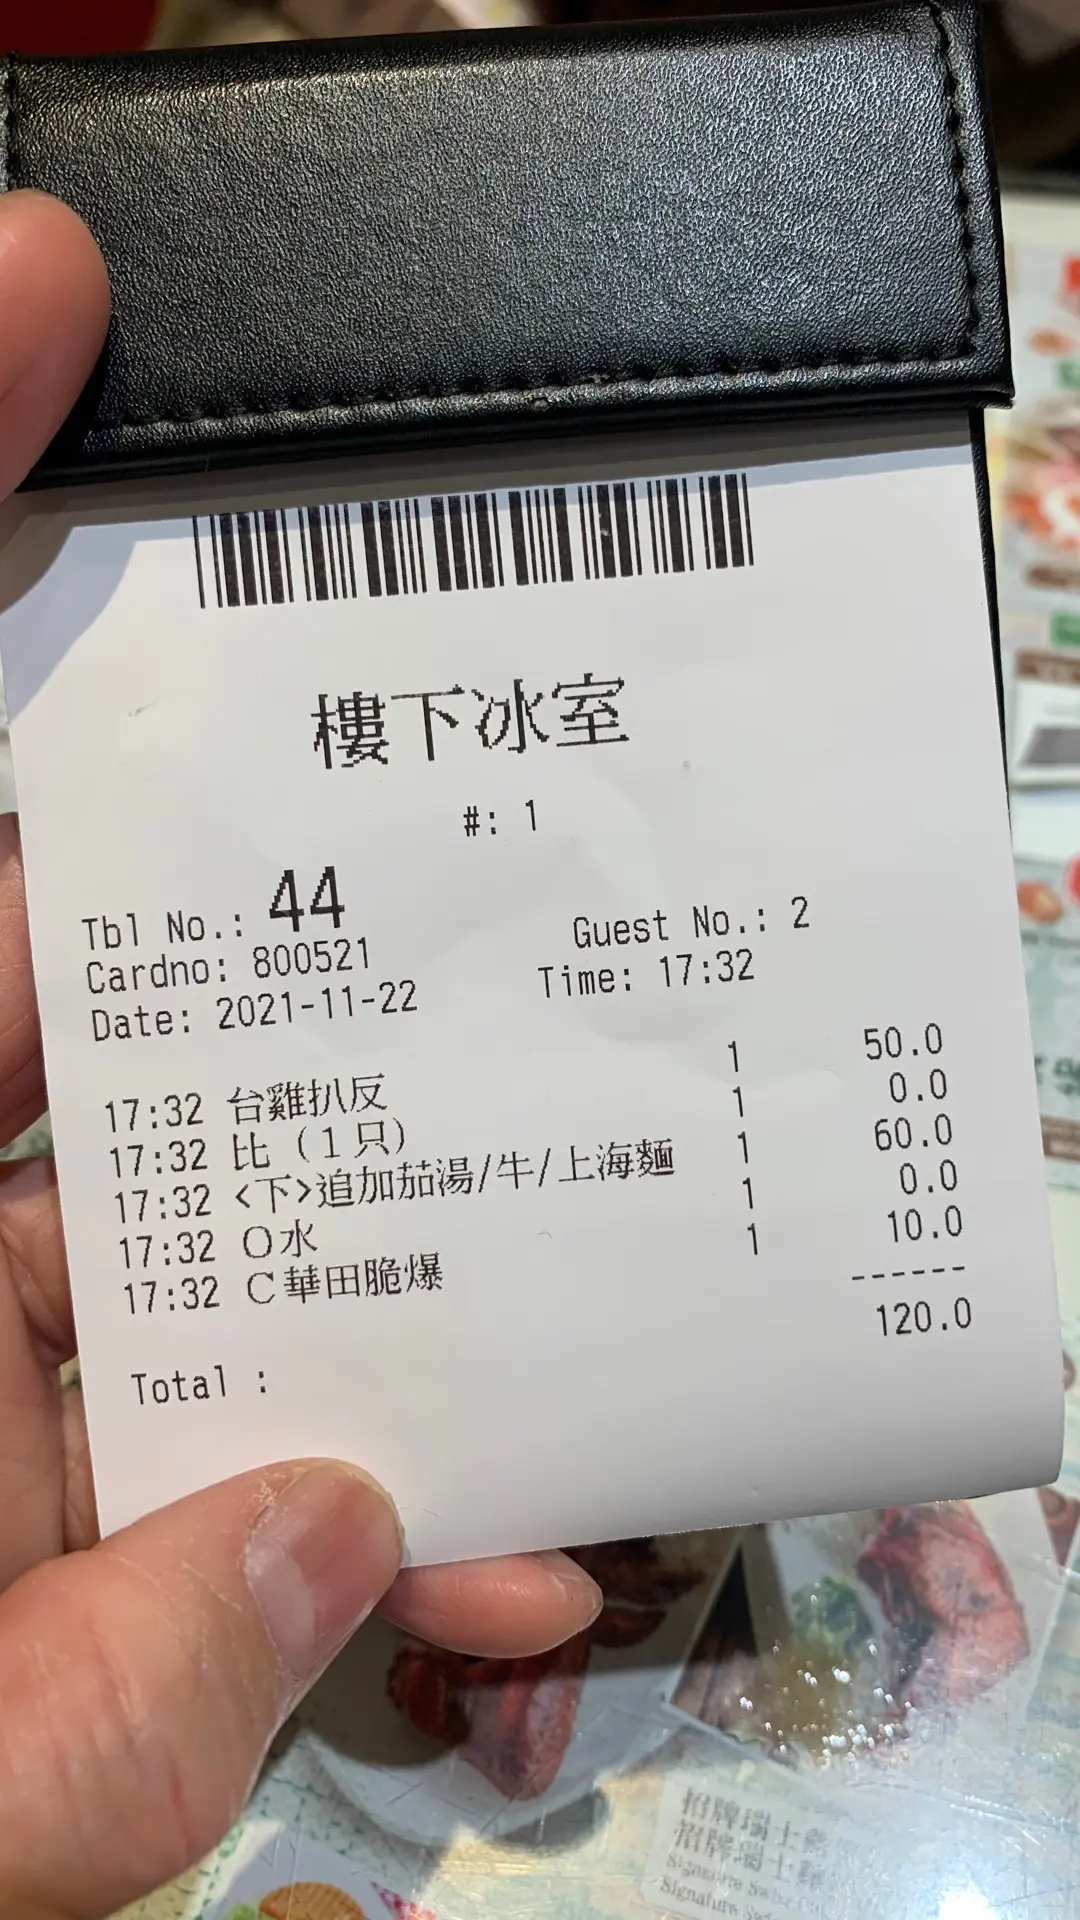 樓下冰室
#: 1
Tbl No.: 44 Guest No.: 2
Cardno: 800521 Time: 17:32
Date: 2021-11-22
17:32 台雞扒反 1 50.0
17:32 比（1只） 1 0.0
17:32 <下>追加茄湯/牛/上海麵 1 60.0
17:32 O水 1 0.0
17:32 C華田脆爆 1 10.0
------
Total : 120.0
招牌瑞士
招牌瑞士
Signature Swiss
Signature